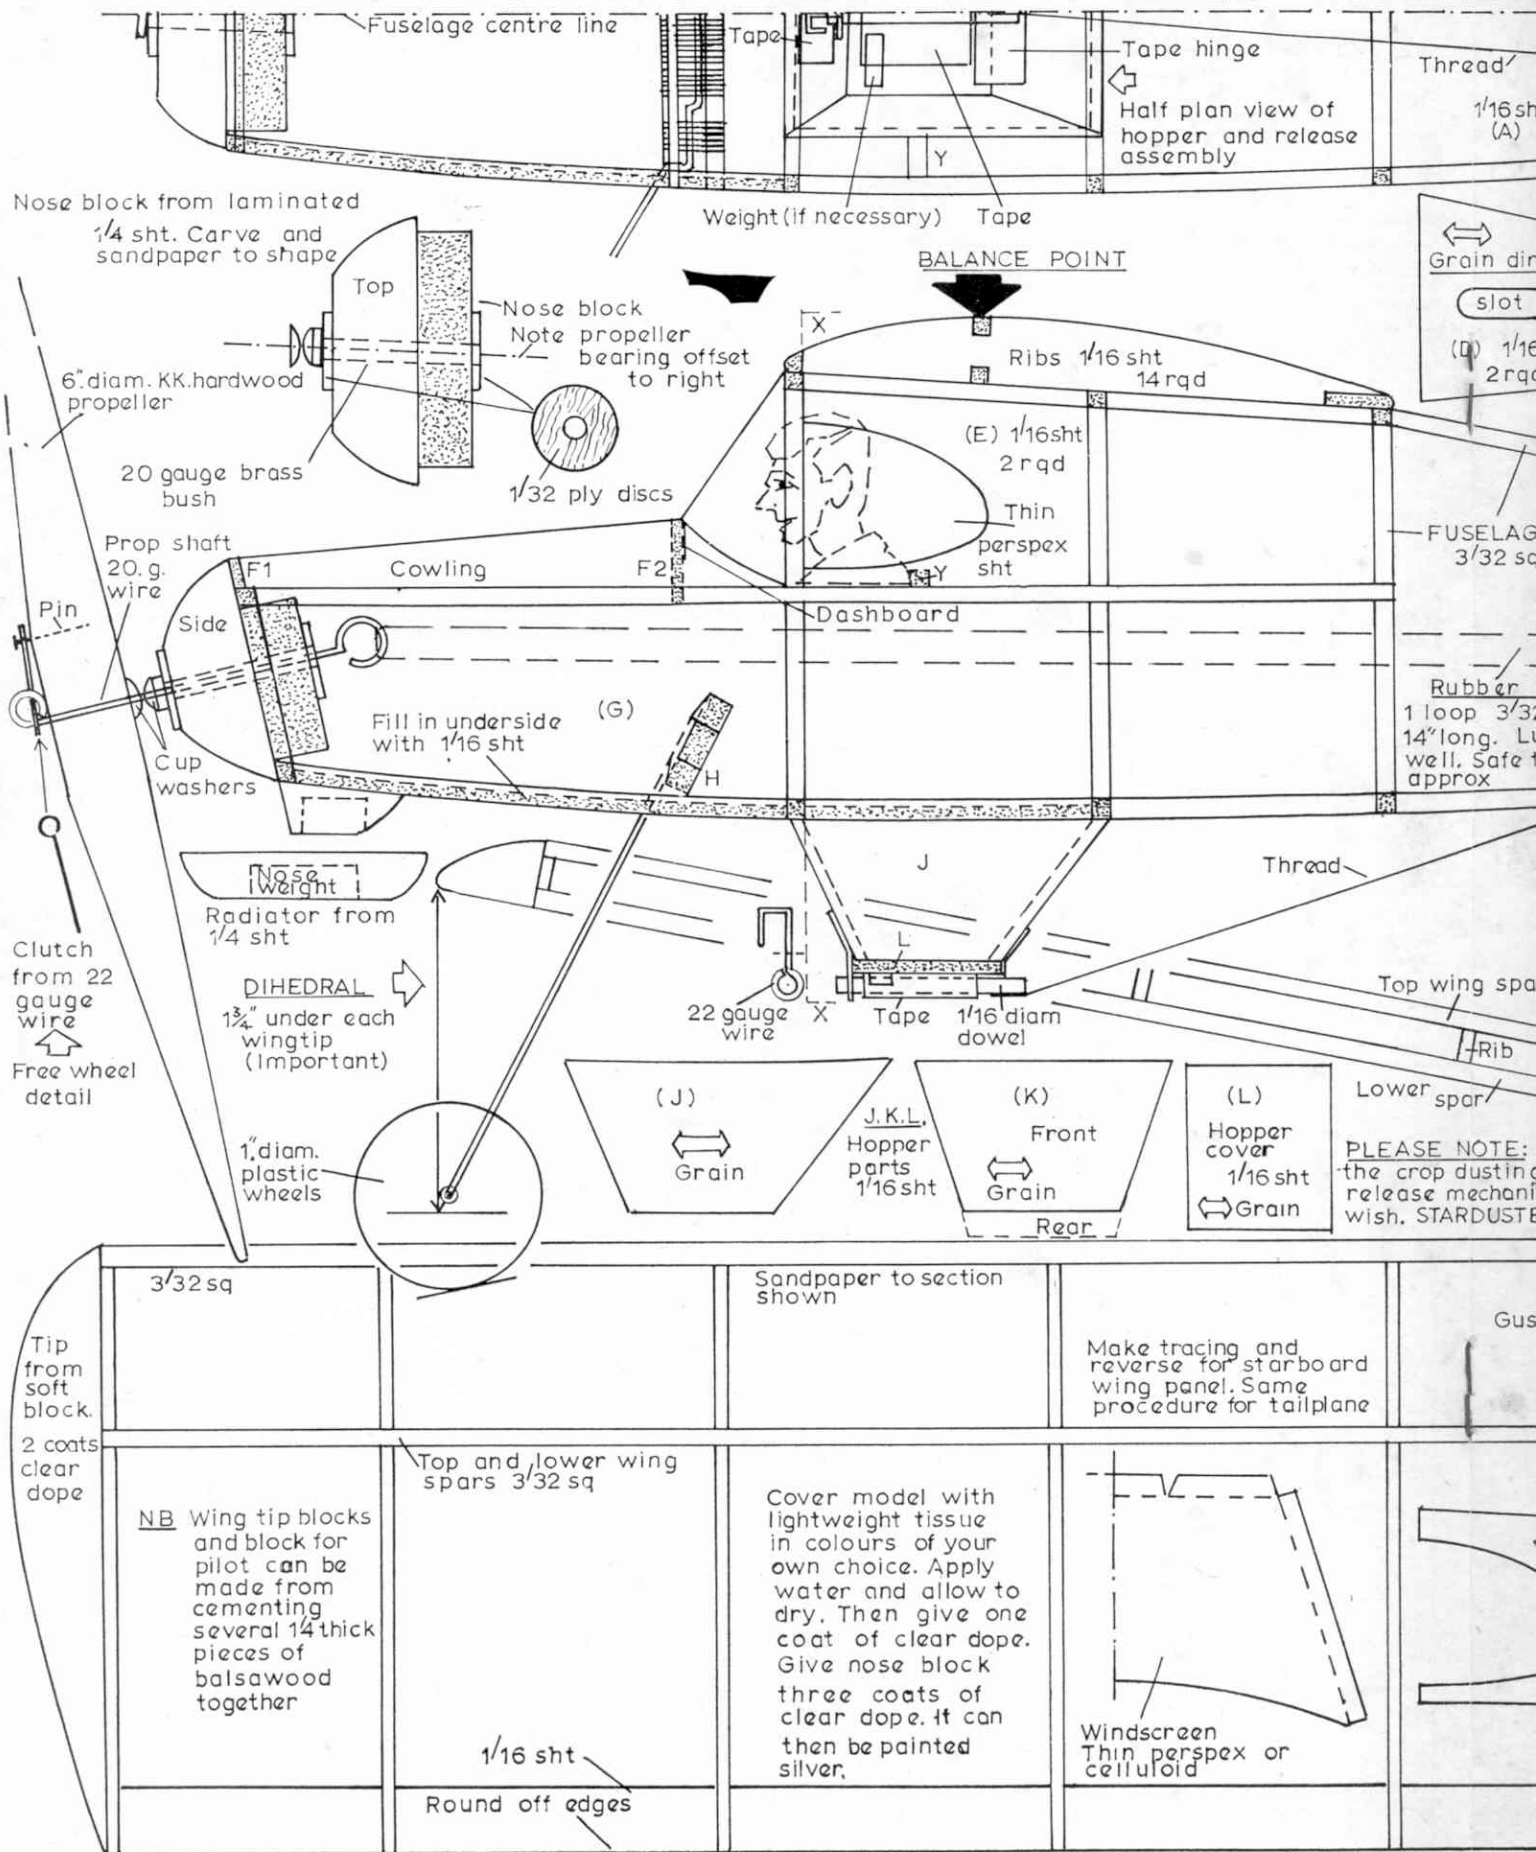 Fuselage centre line
Tape
Tape hinge
Thread
1/16 sh
(A)
Half plan view of
hopper and release
assembly
Y
Weight (if necessary)
Tape
Nose block from laminated
1/4 sht. Carve and
sandpaper to shape
Top
Nose block
Note propeller
bearing offset
to right
BALANCE POINT
Grain dir
slot
(D) 1/16
2 rqd
X
Ribs 1/16 sht
14 rqd
6" diam. KK. hardwood
propeller
20 gauge brass
bush
1/32 ply discs
(E) 1/16 sht
2 rqd
Thin
perspex
sht
FUSELAG
3/32 sq
Prop shaft
20. g.
wire
F1
Cowling
F2
Y
Pin
Side
Dashboard
Rubber
1 loop 3/32
14" long. Lu
well. Safe t
approx
(G)
Fill in underside
with 1/16 sht
H
Cup
washers
J
Thread
Nose
weight
Radiator from
1/4 sht
L
Clutch
from 22
gauge
wire
Free wheel
detail
DIHEDRAL
1 3/4" under each
wingtip
(Important)
22 gauge
wire
X
Tape
1/16 diam
dowel
Top wing spa
Rib
Lower spar
(J)
Grain
J.K.L.
Hopper
parts
1/16 sht
(K)
Front
Grain
Rear
(L)
Hopper
cover
1/16 sht
Grain
PLEASE NOTE:
the crop dusting
release mechani
wish. STARDUSTE
1" diam.
plastic
wheels
3/32 sq
Sandpaper to section
shown
Gus
Tip
from
soft
block.
2 coats
clear
dope
Make tracing and
reverse for starboard
wing panel. Same
procedure for tailplane
Top and lower wing
spars 3/32 sq
NB Wing tip blocks
and block for
pilot can be
made from
cementing
several 1/4 thick
pieces of
balsawood
together
Cover model with
lightweight tissue
in colours of your
own choice. Apply
water and allow to
dry. Then give one
coat of clear dope.
Give nose block
three coats of
clear dope. It can
then be painted
silver.
Windscreen
Thin perspex or
celluloid
1/16 sht
Round off edges